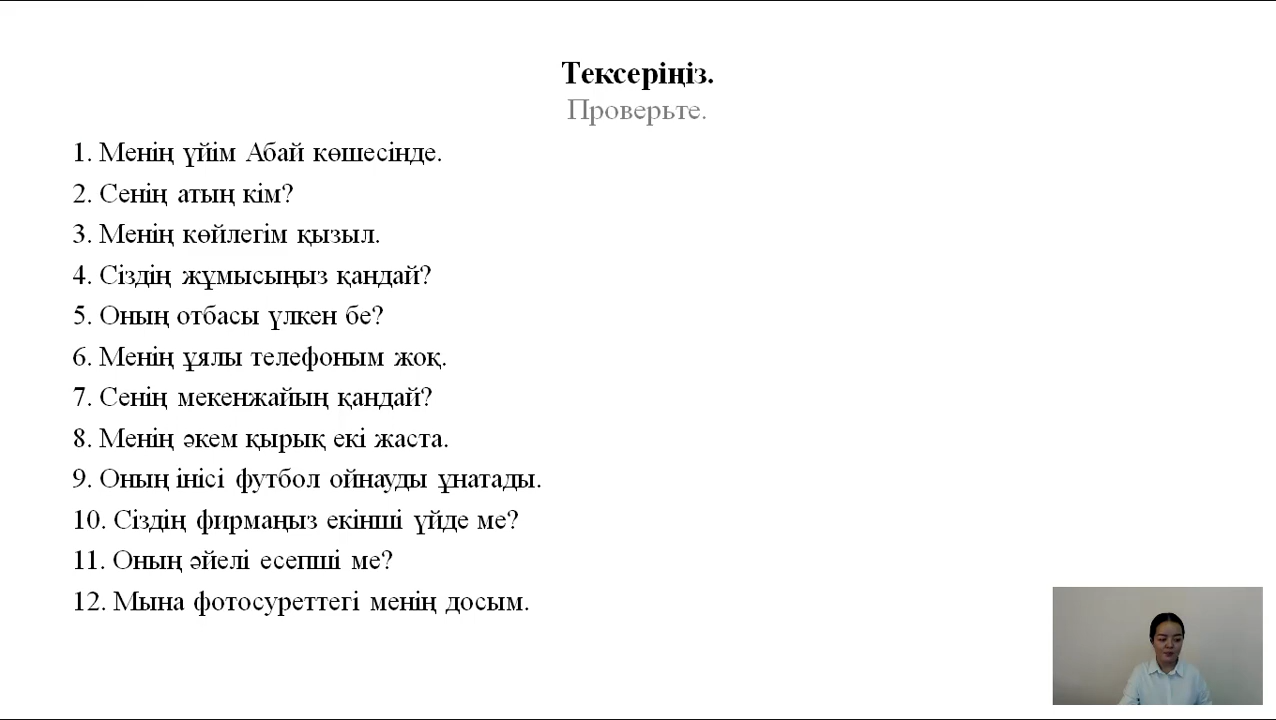 Тексеріңіз.
Проверьте.
1. Менің үйім Абай көшесінде.
2. Сенің атың кім?
3. Менің көйлегім қызыл.
4. Сіздің жұмысыңыз қандай?
5. Оның отбасы үлкен бе?
6. Менің ұялы телефоным жоқ.
7. Сенің мекенжайың қандай?
8. Менің әкем қырық екі жаста.
9. Оның інісі футбол ойнауды ұнатады.
10. Сіздің фирмаңыз екінші үйде ме?
11. Оның әйелі есепші ме?
12. Мына фотосуреттегі менің досым.